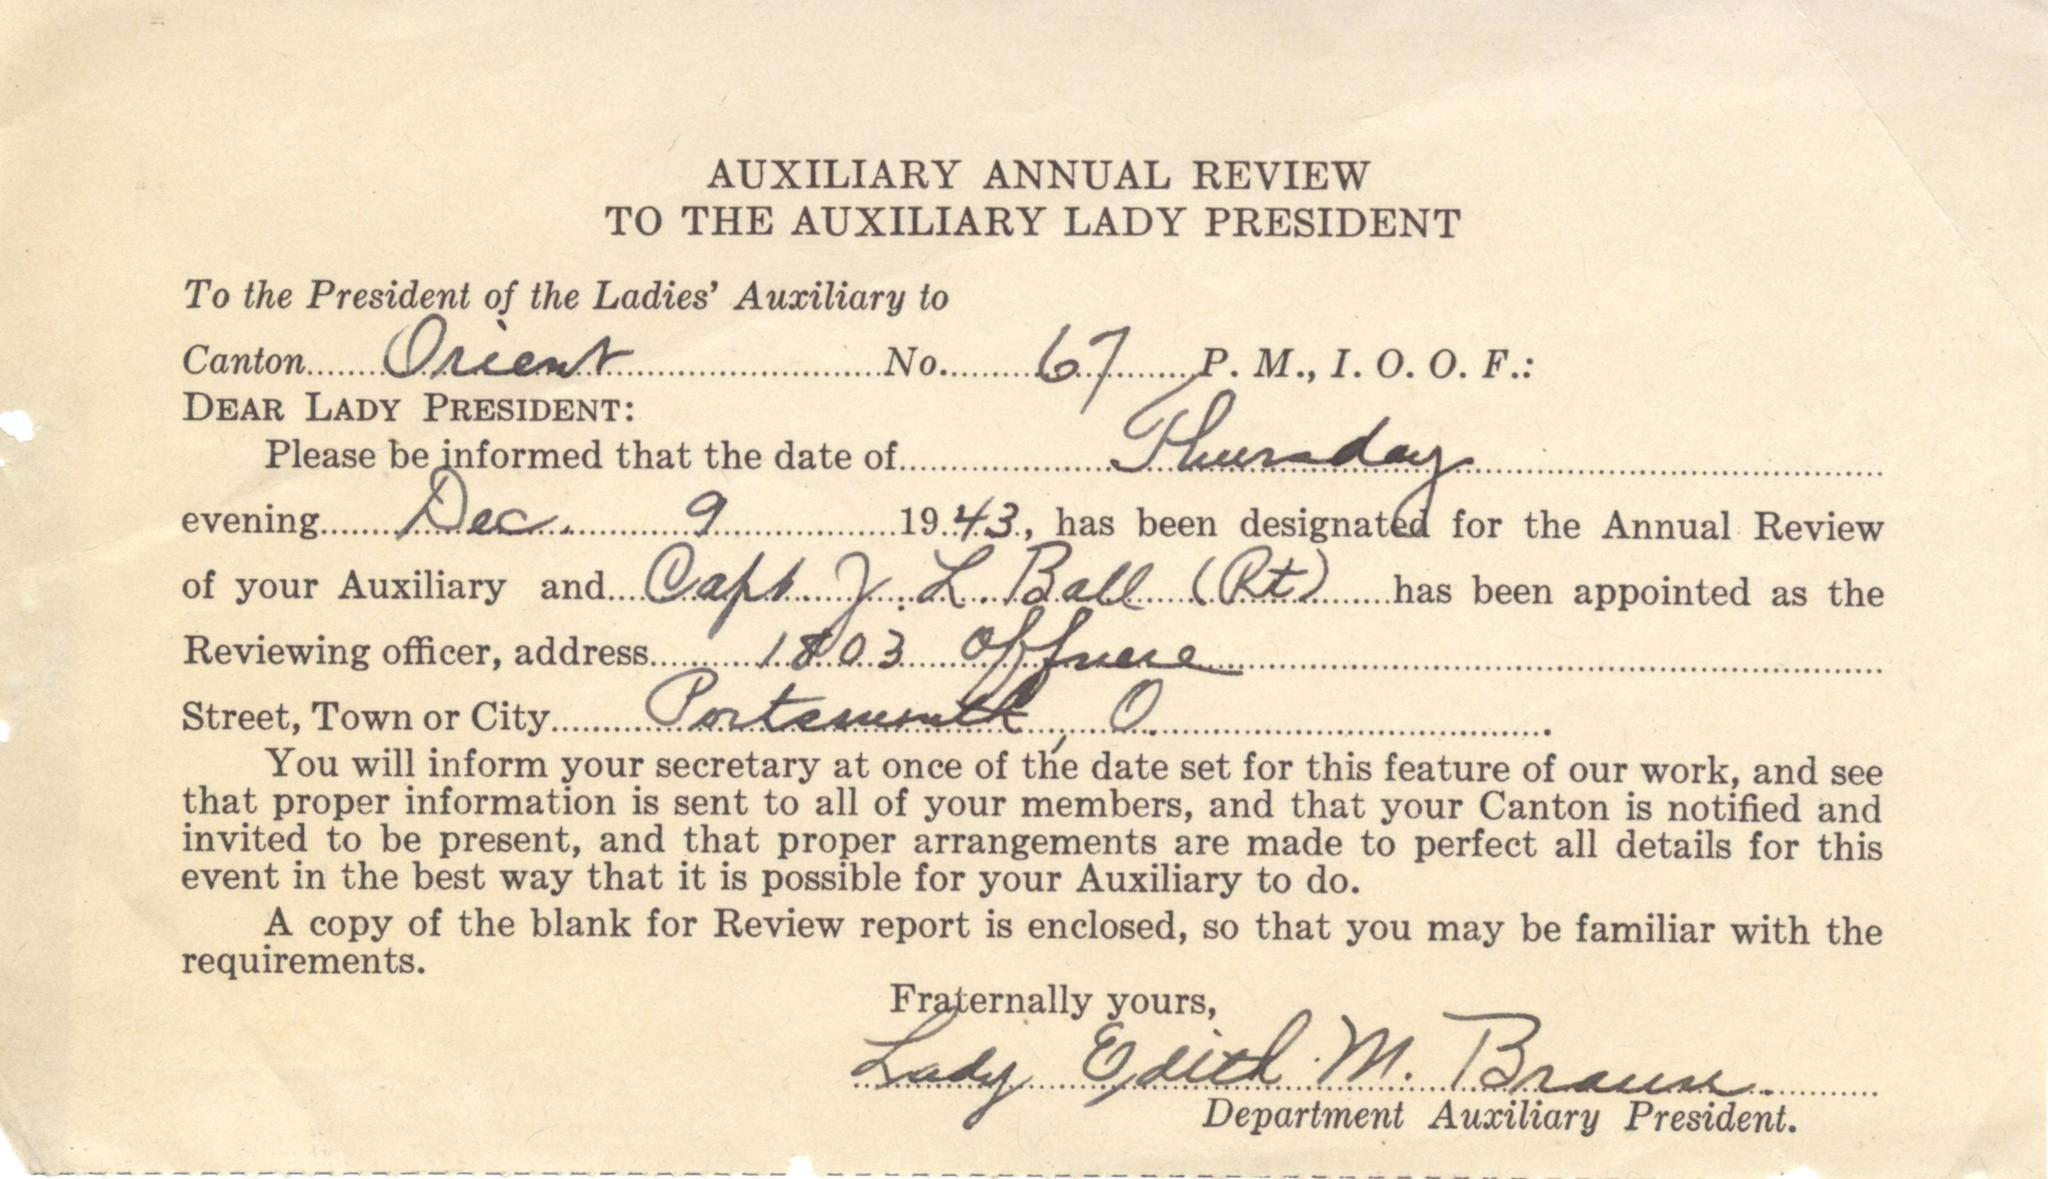 AUXILIARY ANNUAL REVIEW
TO THE AUXILIARY LADY PRESIDENT
To the President of the Ladies' Auxiliary to
Canton Orient No. 67 P. M., I. O. O. F.:
DEAR LADY PRESIDENT:
Please be informed that the date of Thursday
evening Dec. 9 1943, has been designated for the Annual Review
of your Auxiliary and Capt. J. L. Ball (Rt) has been appointed as the
Reviewing officer, address 1803 Offnere
Street, Town or City Portsmouth, O.
You will inform your secretary at once of the date set for this feature of our work, and see
that proper information is sent to all of your members, and that your Canton is notified and
invited to be present, and that proper arrangements are made to perfect all details for this
event in the best way that it is possible for your Auxiliary to do.
A copy of the blank for Review report is enclosed, so that you may be familiar with the
requirements.
Fraternally yours,
Lady Edith M. Braun.
Department Auxiliary President.